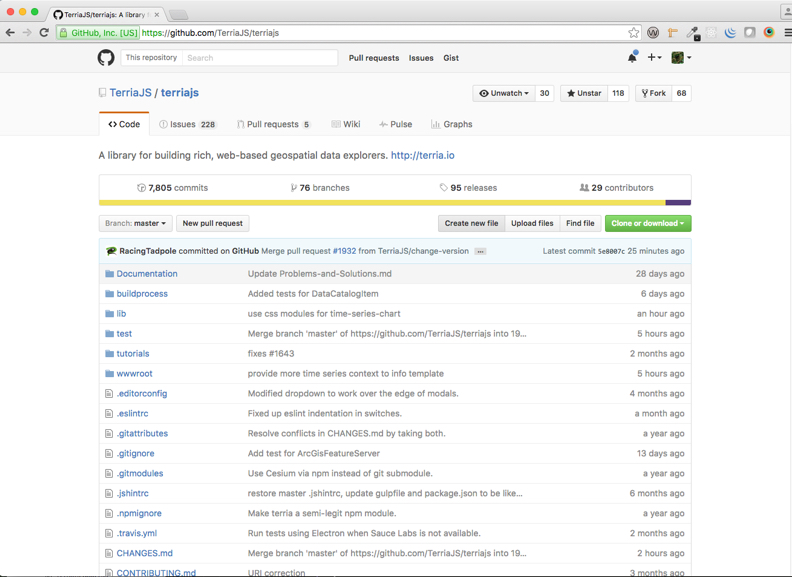 TerriaJS/terriajs: A library f
GitHub, Inc. [US] https://github.com/TerriaJS/terriajs
This repository Search Pull requests Issues Gist
TerriaJS / terriajs Unwatch 30 Unstar 118 Fork 68
Code Issues 228 Pull requests 5 Wiki Pulse Graphs
A library for building rich, web-based geospatial data explorers. http://terria.io
7,805 commits 76 branches 95 releases 29 contributors
Branch: master New pull request Create new file Upload files Find file Clone or download
RacingTadpole committed on GitHub Merge pull request #1932 from TerriaJS/change-version ... Latest commit 5e8007c 25 minutes ago
Documentation Update Problems-and-Solutions.md 28 days ago
buildprocess Added tests for DataCatalogItem 6 days ago
lib use css modules for time-series-chart an hour ago
test Merge branch 'master' of https://github.com/TerriaJS/terriajs into 19... 5 hours ago
tutorials fixes #1643 2 months ago
wwwroot provide more time series context to info template 5 hours ago
.editorconfig Modified dropdown to work over the edge of modals. 4 months ago
.eslintrc Fixed up eslint indentation in switches. a month ago
.gitattributes Resolve conflicts in CHANGES.md by taking both. a year ago
.gitignore Add test for ArcGisFeatureServer 13 days ago
.gitmodules Use Cesium via npm instead of git submodule. a year ago
.jshintrc restore master .jshintrc, update gulpfile and package.json to be like... 6 months ago
.npmignore Make terria a semi-legit npm module. a year ago
.travis.yml Run tests using Electron when Sauce Labs is not available. 2 months ago
CHANGES.md Merge branch 'master' of https://github.com/TerriaJS/terriajs into 19... 2 hours ago
CONTRIBUTING.md URI correction 3 months ago